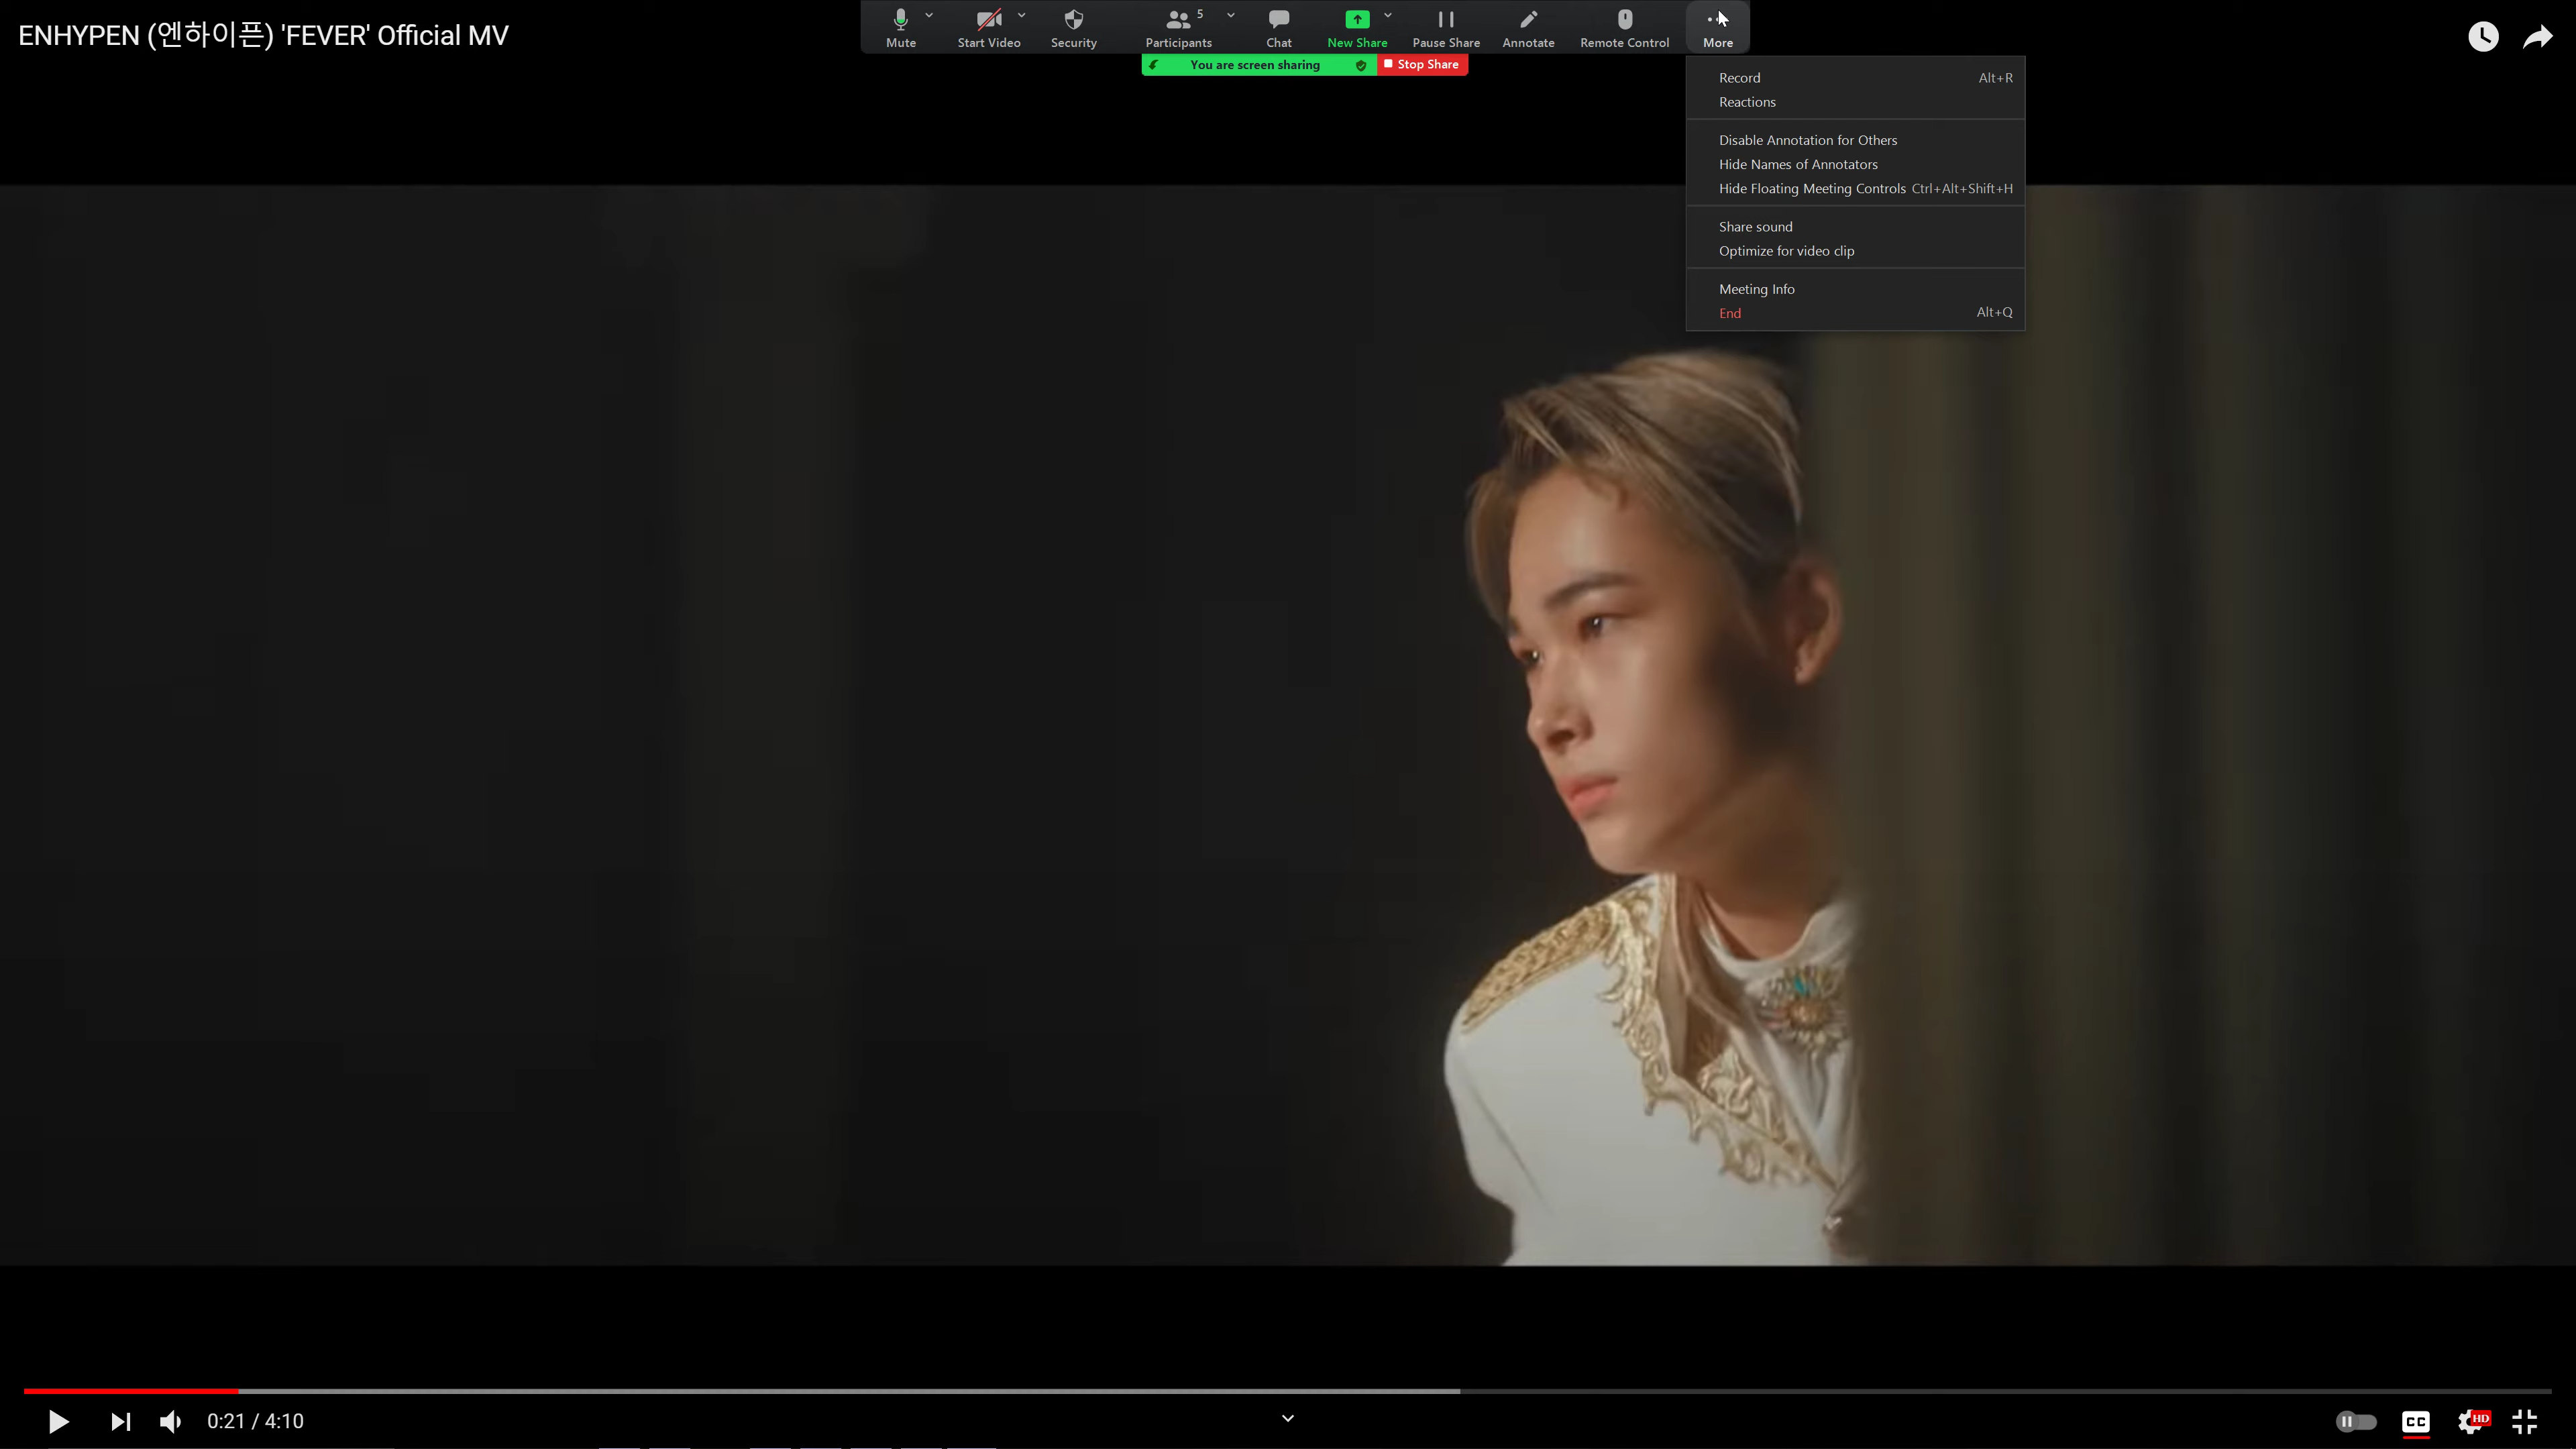 ENHYPEN (엔하이픈) 'FEVER' Official MV
Mute
Start Video
Security
Participants 5
Chat
New Share
Pause Share
Annotate
Remote Control
More
You are screen sharing
Stop Share
Record Alt+R
Reactions
Disable Annotation for Others
Hide Names of Annotators
Hide Floating Meeting Controls Ctrl+Alt+Shift+H
Share sound
Optimize for video clip
Meeting Info
End Alt+Q
0:21 / 4:10
CC
HD